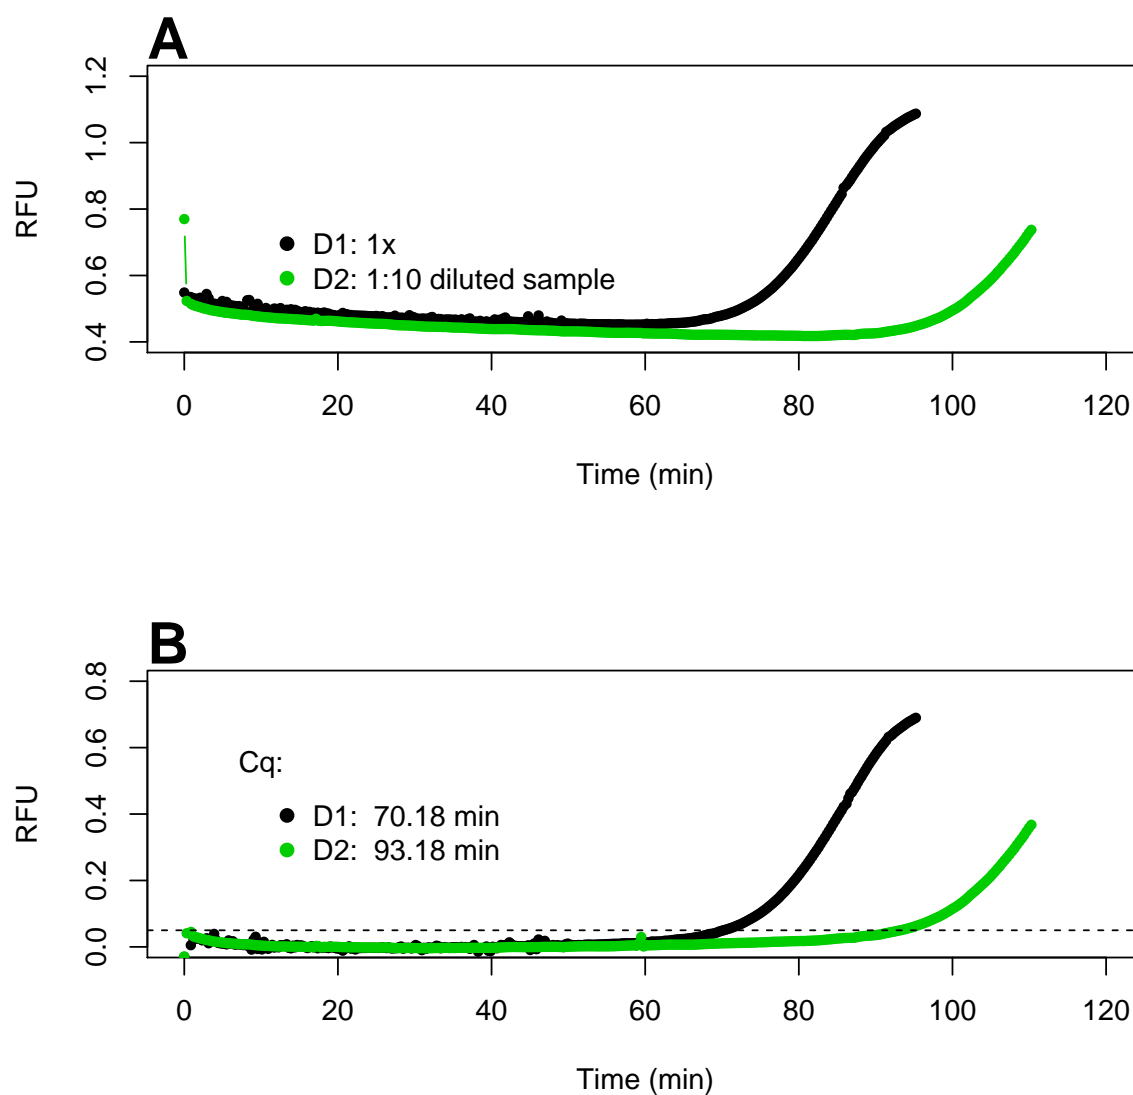 A
1.2
1.0
0.8
0.6
0.4
RFU
D1: 1x
D2: 1:10 diluted sample
0 20 40 60 80 100 120
Time (min)
B
0.8
0.6
0.4
0.2
0.0
RFU
Cq:
D1: 70.18 min
D2: 93.18 min
0 20 40 60 80 100 120
Time (min)